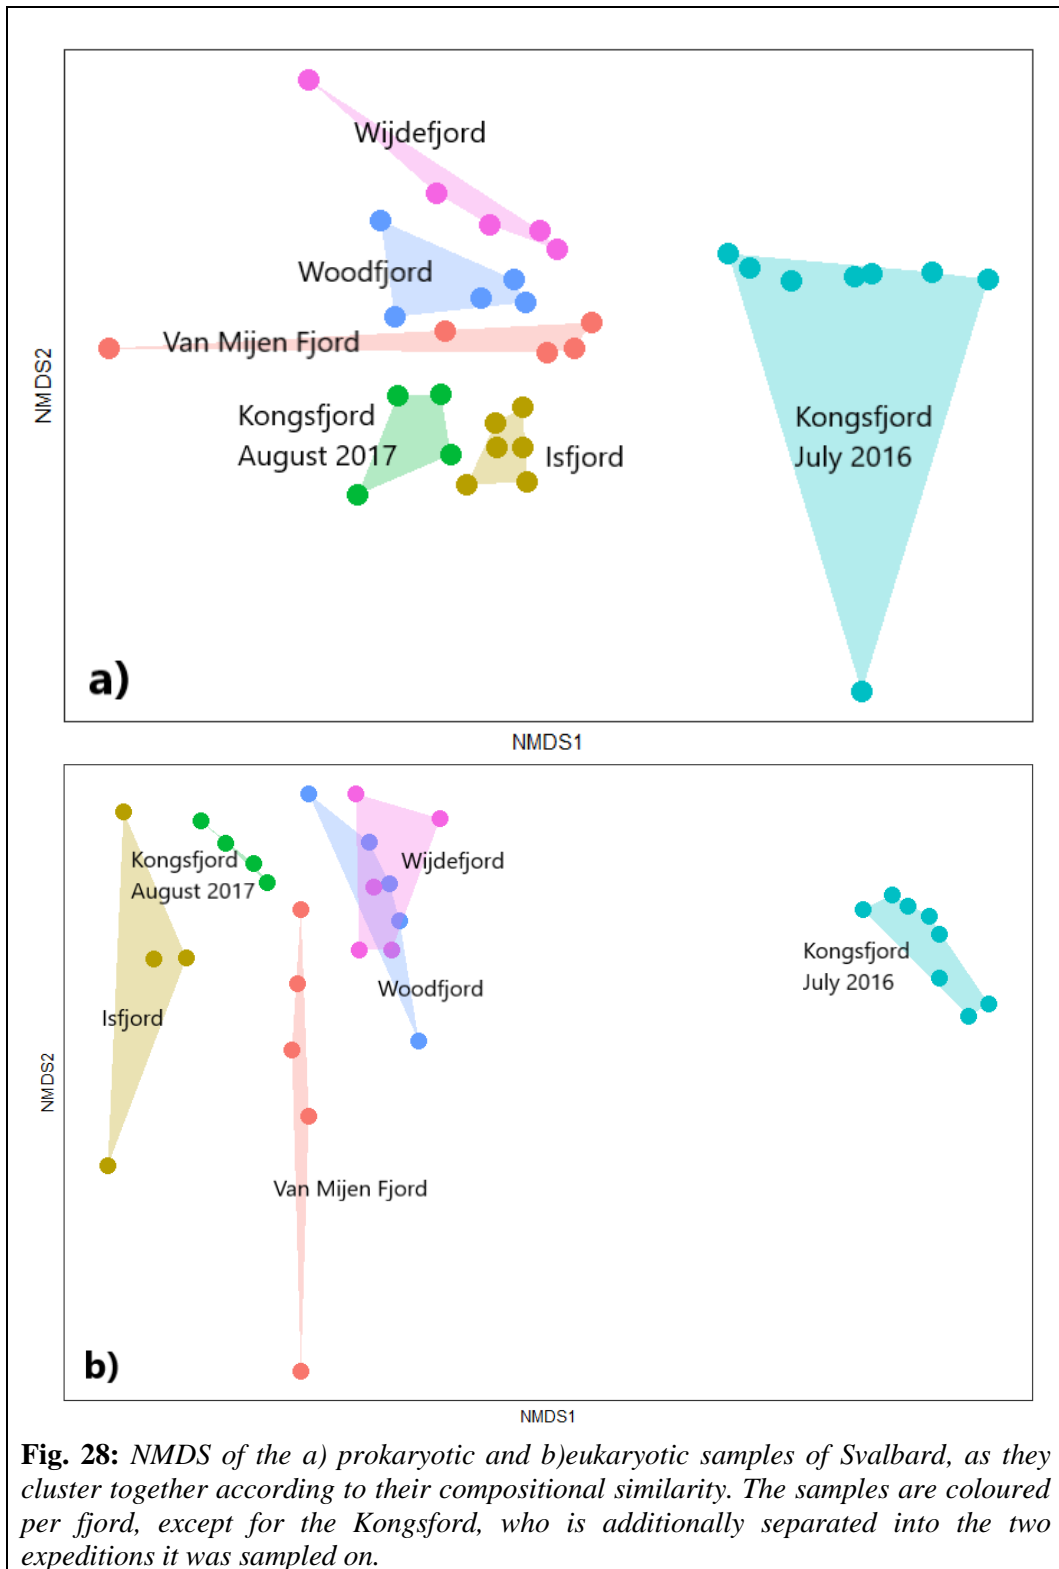 Wijdefjord
Woodfjord
Van Mijen Fjord
Kongsfjord
August 2017
Isfjord
Kongsfjord
July 2016
NMDS2
a)
NMDS1
Kongsfjord
August 2017
Wijdefjord
Kongsfjord
July 2016
Woodfjord
Isfjord
Van Mijen Fjord
NMDS2
b)
NMDS1
Fig. 28: NMDS of the a) prokaryotic and b)eukaryotic samples of Svalbard, as they
cluster together according to their compositional similarity. The samples are coloured
per fjord, except for the Kongsford, who is additionally separated into the two
expeditions it was sampled on.